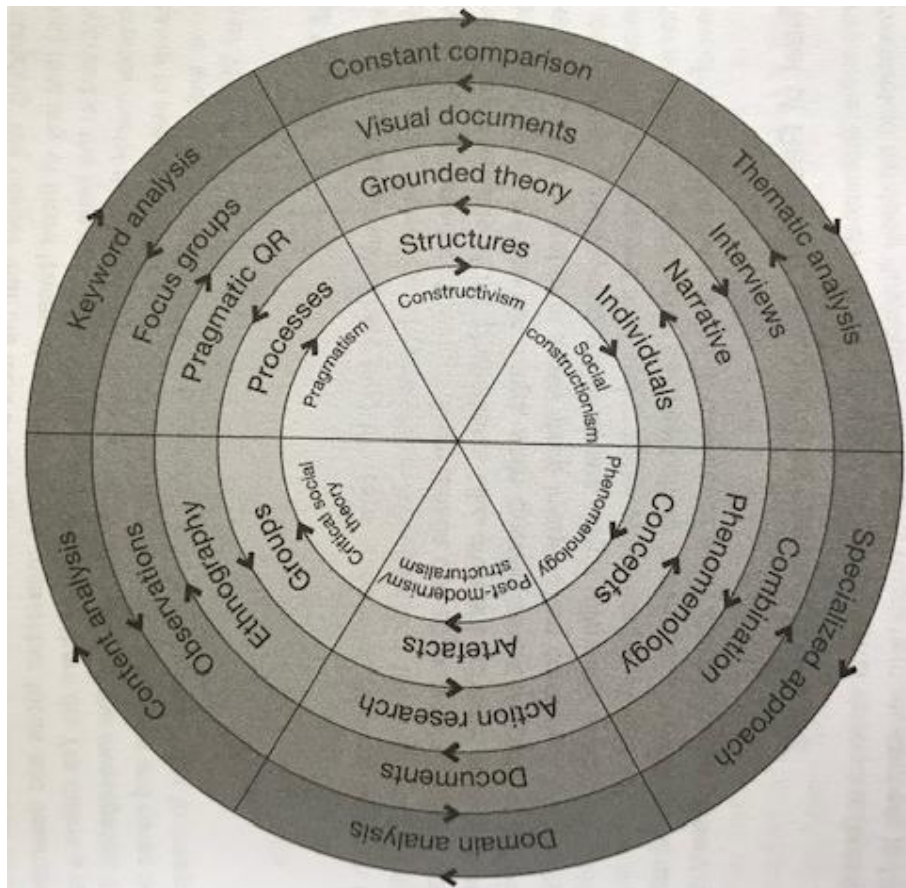 Constant comparison
Visual documents
Grounded theory
Structures
Constructivism
Thematic analysis
Interviews
Narrative
Individuals
Social
constructionism
Specialized approach
Combination
Phenomenology
Concepts
Phenomenology
Domain analysis
Documents
Action research
Artefacts
Post-modernism/
structuralism
Content analysis
Observations
Ethnography
Groups
Critical social
theory
Keyword analysis
Focus groups
Pragmatic QR
Processes
Pragmatism